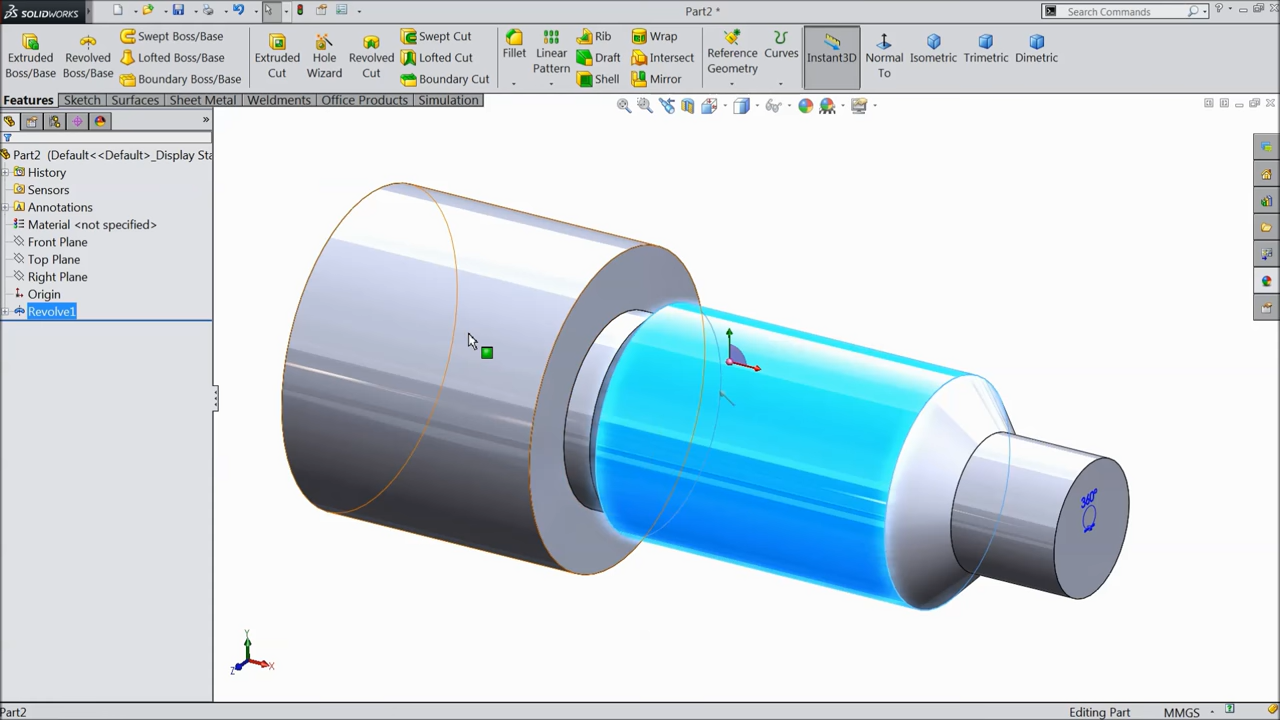 SOLIDWORKS
Part2 *
Search Commands
Extruded Boss/Base
Revolved Boss/Base
Swept Boss/Base
Lofted Boss/Base
Boundary Boss/Base
Extruded Cut
Hole Wizard
Revolved Cut
Swept Cut
Lofted Cut
Boundary Cut
Fillet
Linear Pattern
Rib
Draft
Shell
Wrap
Intersect
Mirror
Reference Geometry
Curves
Instant3D
Normal To
Isometric
Trimetric
Dimetric
Features
Sketch
Surfaces
Sheet Metal
Weldments
Office Products
Simulation
Part2 (Default<<Default>_Display Sta
History
Sensors
Annotations
Material <not specified>
Front Plane
Top Plane
Right Plane
Origin
Revolve1
360°
Y
Z
X
Part2
Editing Part
MMGS